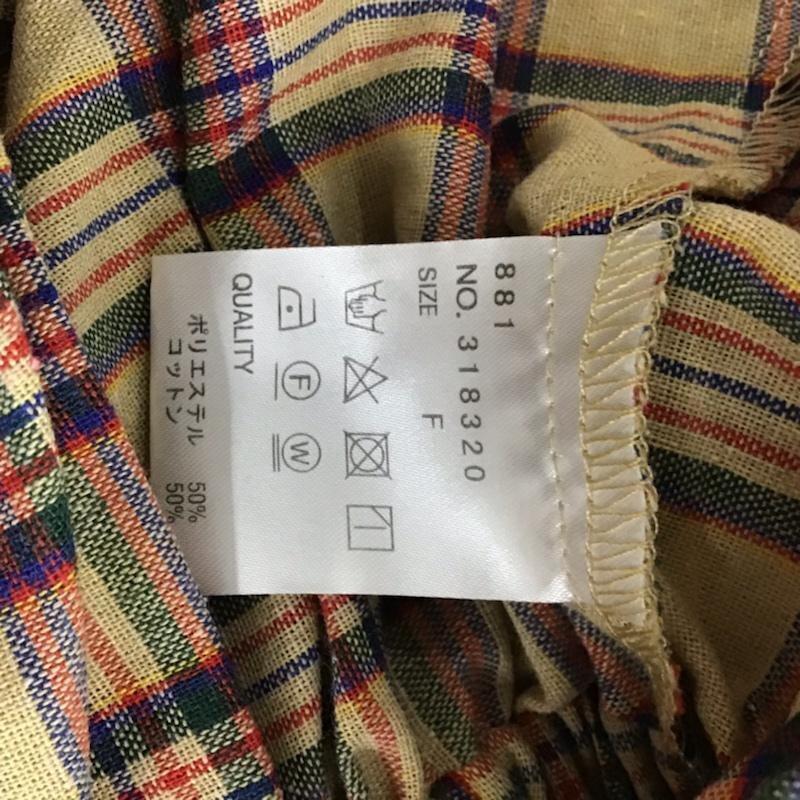 881
NO. 318320
SIZE F
F W
QUALITY
ポリエステル 50%
コットン 50%